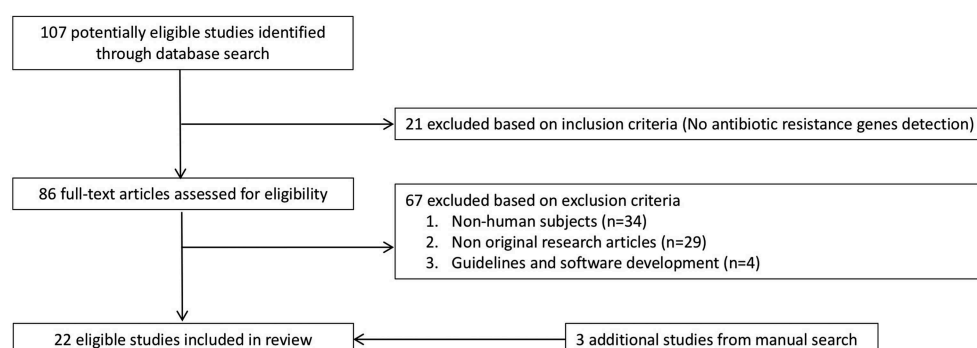 107 potentially eligible studies identified
through database search
21 excluded based on inclusion criteria (No antibiotic resistance genes detection)
86 full-text articles assessed for eligibility
67 excluded based on exclusion criteria
1. Non-human subjects (n=34)
2. Non original research articles (n=29)
3. Guidelines and software development (n=4)
22 eligible studies included in review
3 additional studies from manual search